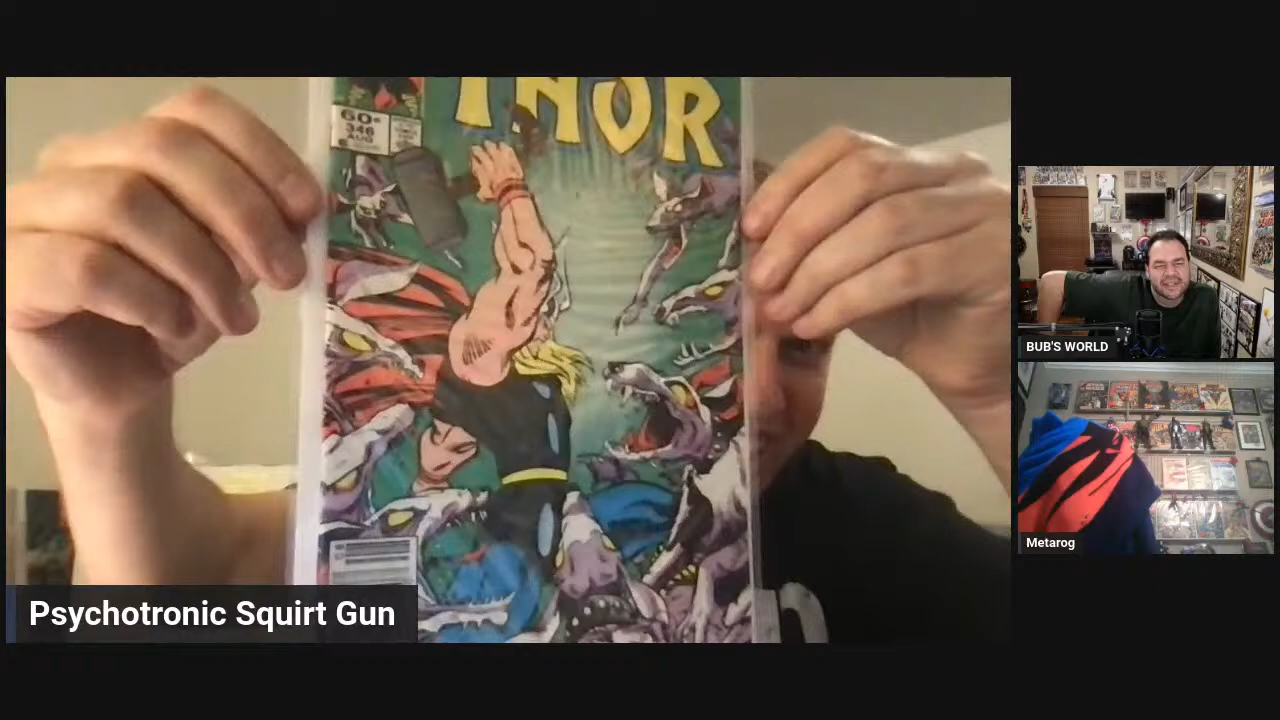 THOR
60¢
346
AUG
Psychotronic Squirt Gun
BUB'S WORLD
Metarog